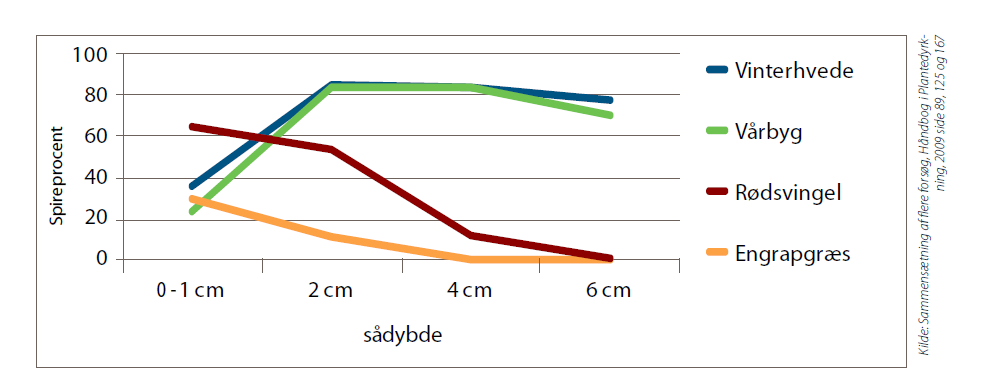 100
80
60
40
20
0
Spireprocent
0 - 1 cm
2 cm
4 cm
6 cm
sådybde
Vinterhvede
Vårbyg
Rødsvingel
Engrapgræs
Kilde: Sammensætning af flere forsøg, Håndbog i Plantedyrk-
ning, 2009 side 89, 125 og 167